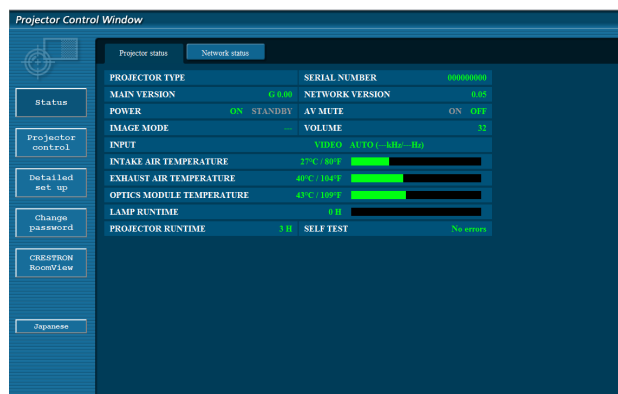 Projector Control Window
Projector status Network status
PROJECTOR TYPE SERIAL NUMBER 000000000
MAIN VERSION G 0.00 NETWORK VERSION 0.05
POWER ON STANDBY AV MUTE ON OFF
IMAGE MODE --- VOLUME 32
INPUT VIDEO AUTO (---kHz/---Hz)
INTAKE AIR TEMPERATURE 27°C / 80°F
EXHAUST AIR TEMPERATURE 40°C / 104°F
OPTICS MODULE TEMPERATURE 43°C / 109°F
LAMP RUNTIME 0 H
PROJECTOR RUNTIME 3 H SELF TEST No errors
Status
Projector
control
Detailed
set up
Change
password
CRESTRON
RoomView
Japanese